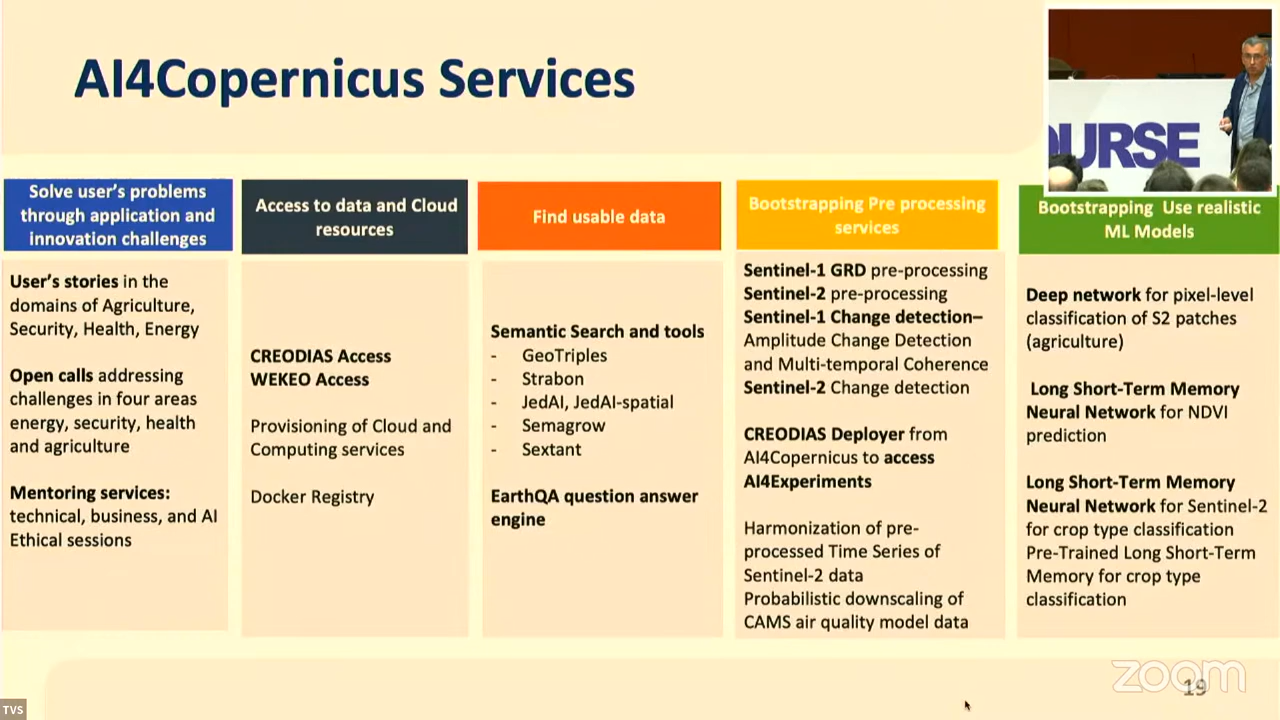 AI4Copernicus Services
OURSE
Solve user's problems
through application and
innovation challenges
User's stories in the
domains of Agriculture,
Security, Health, Energy
Open calls addressing
challenges in four areas
energy, security, health
and agriculture
Mentoring services:
technical, business, and AI
Ethical sessions
Access to data and Cloud
resources
CREODIAS Access
WEKEO Access
Provisioning of Cloud and
Computing services
Docker Registry
Find usable data
Semantic Search and tools
- GeoTriples
- Strabon
- JedAI, JedAI-spatial
- Semagrow
- Sextant
EarthQA question answer
engine
Bootstrapping Pre processing
services
Sentinel-1 GRD pre-processing
Sentinel-2 pre-processing
Sentinel-1 Change detection–
Amplitude Change Detection
and Multi-temporal Coherence
Sentinel-2 Change detection
CREODIAS Deployer from
AI4Copernicus to access
AI4Experiments
Harmonization of pre-
processed Time Series of
Sentinel-2 data
Probabilistic downscaling of
CAMS air quality model data
Bootstrapping Use realistic
ML Models
Deep network for pixel-level
classification of S2 patches
(agriculture)
Long Short-Term Memory
Neural Network for NDVI
prediction
Long Short-Term Memory
Neural Network for Sentinel-2
for crop type classification
Pre-Trained Long Short-Term
Memory for crop type
classification
zoom
19
TVS